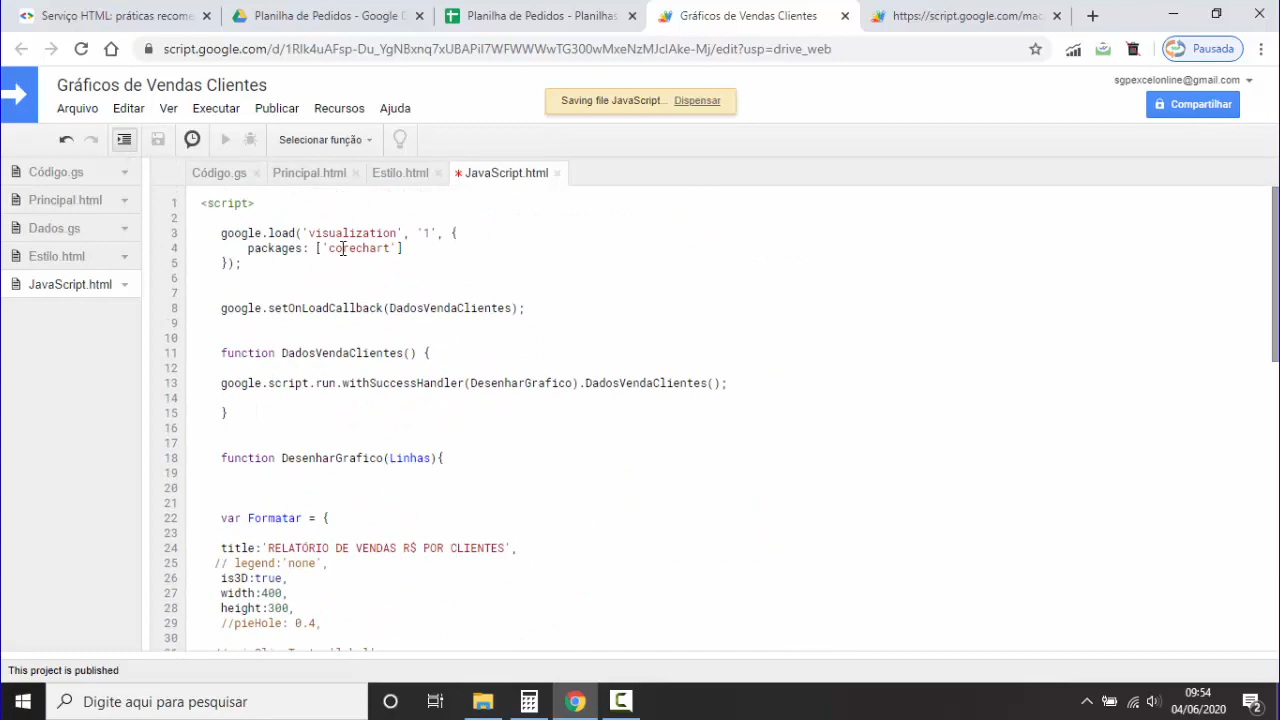 Serviço HTML: práticas recom
Planilha de Pedidos - Google D
Planilha de Pedidos - Planilhas
Gráficos de Vendas Clientes
https://script.google.com/mac
script.google.com/d/1Rlk4uAFsp-Du_YgN8xnq7xUBAPiI7WFWWWwTG300wMxeNzMJclAke-Mj/edit?usp=drive_web
Pausada
Gráficos de Vendas Clientes
sgpexcelonline@gmail.com
Saving file JavaScript... Dispensar
Compartilhar
Arquivo Editar Ver Executar Publicar Recursos Ajuda
Selecionar função
Código.gs
Principal.html
Dados.gs
Estilo.html
JavaScript.html
Código.gs Principal.html Estilo.html * JavaScript.html
1 <script>
2
3 google.load('visualization', '1', {
4 packages: ['corechart']
5 });
6
7
8 google.setOnLoadCallback(DadosVendaClientes);
9
10
11 function DadosVendaClientes() {
12
13 google.script.run.withSuccessHandler(DesenharGrafico).DadosVendaClientes();
14
15 }
16
17
18 function DesenharGrafico(Linhas){
19
20
21
22 var Formatar = {
23
24 title:'RELATÓRIO DE VENDAS R$ POR CLIENTES',
25 // legend:'none',
26 is3D:true,
27 width:400,
28 height:300,
29 //pieHole: 0.4,
30
This project is published
Digite aqui para pesquisar
09:54
04/06/2020
2